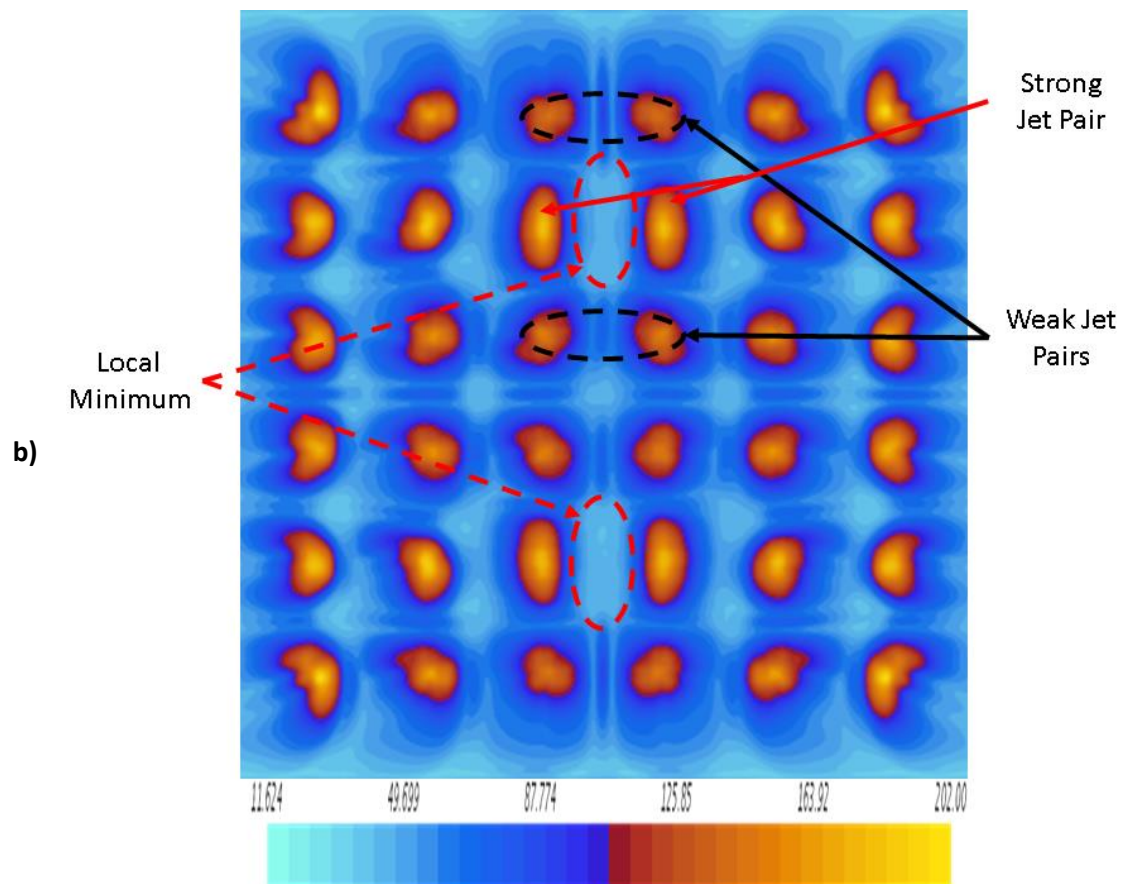 Strong
Jet Pair
Weak Jet
Pairs
Local
Minimum
b)
11.624 49.699 87.774 125.85 163.92 202.00